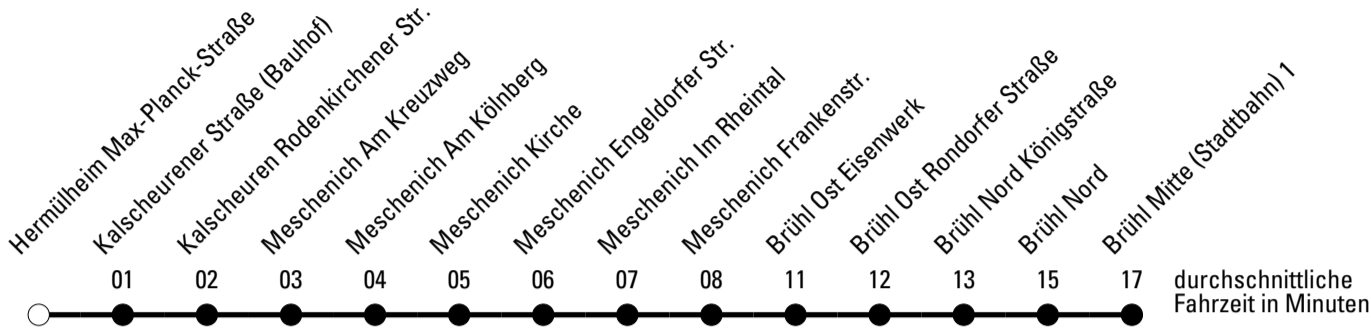 Hermülheim Max-Planck-Straße
Kalscheurener Straße (Bauhof)
Kalscheuren Rodenkirchener Str.
Meschenich Am Kreuzweg
Meschenich Am Kölnberg
Meschenich Kirche
Meschenich Engeldorfer Str.
Meschenich Im Rheintal
Meschenich Frankenstr.
Brühl Ost Eisenwerk
Brühl Ost Rondorfer Straße
Brühl Nord Königstraße
Brühl Nord
Brühl Mitte (Stadtbahn) 1
01 02 03 04 05 06 07 08 11 12 13 15 17
durchschnittliche
Fahrzeit in Minuten